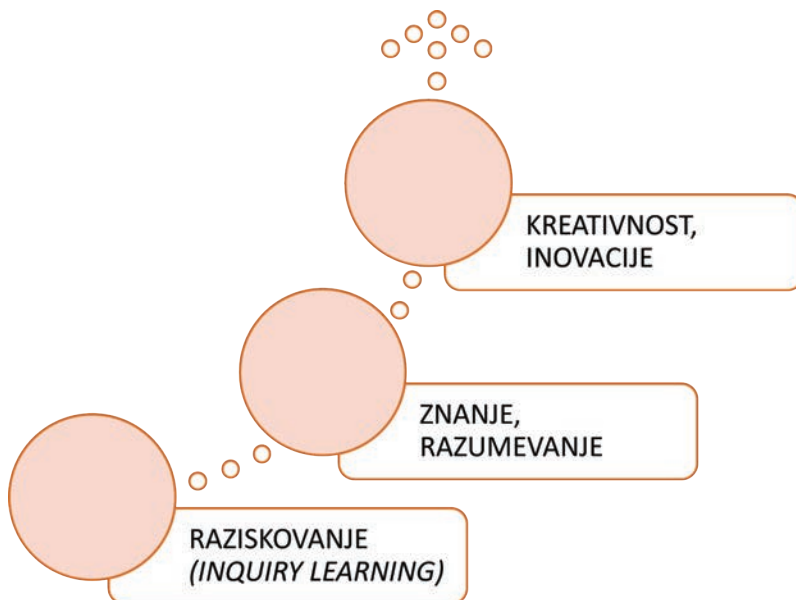 KREATIVNOST,
INOVACIJE
ZNANJE,
RAZUMEVANJE
RAZISKOVANJE
(INQUIRY LEARNING)